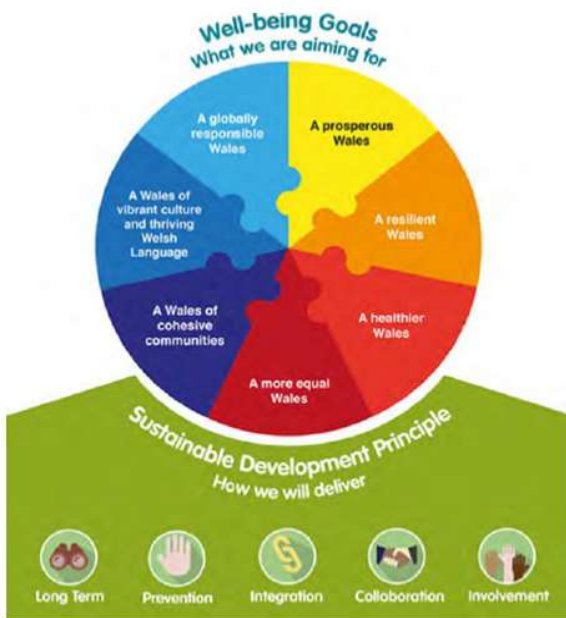 Well-being Goals
What we are aiming for
A globally
responsible
Wales
A prosperous
Wales
A Wales of
vibrant culture
and thriving
Welsh
Language
A resilient
Wales
A Wales of
cohesive
communities
A healthier
Wales
A more equal
Wales
Sustainable Development Principle
How we will deliver
Long Term
Prevention
Integration
Collaboration
Involvement